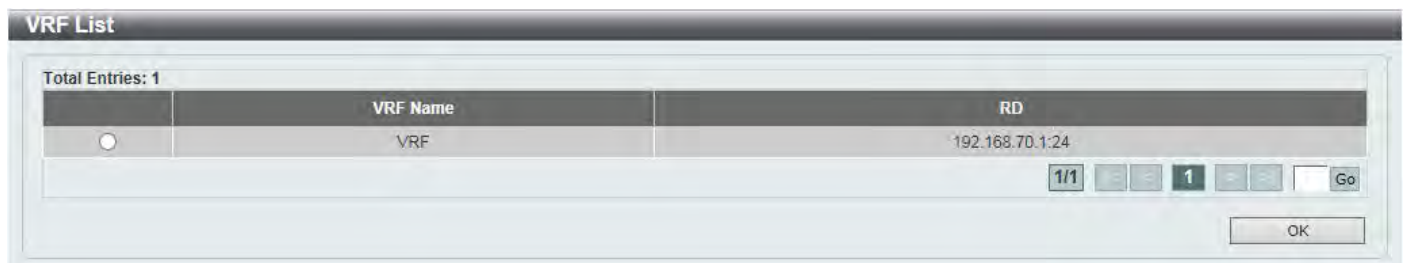 VRF List
Total Entries: 1
VRF Name RD
VRF 192.168.70.1:24
1/1 1 Go
OK